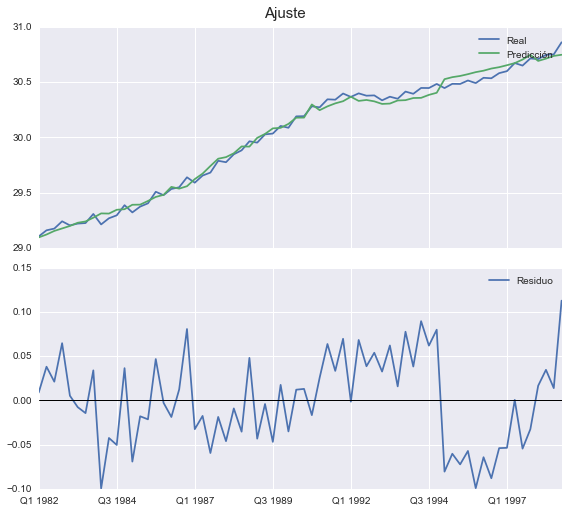 Ajuste
31.0
Real
Predicción
30.5
30.0
29.5
29.0
0.15
Residuo
0.10
0.05
0.00
−0.05
−0.10
Q1 1982 Q3 1984 Q1 1987 Q3 1989 Q1 1992 Q3 1994 Q1 1997